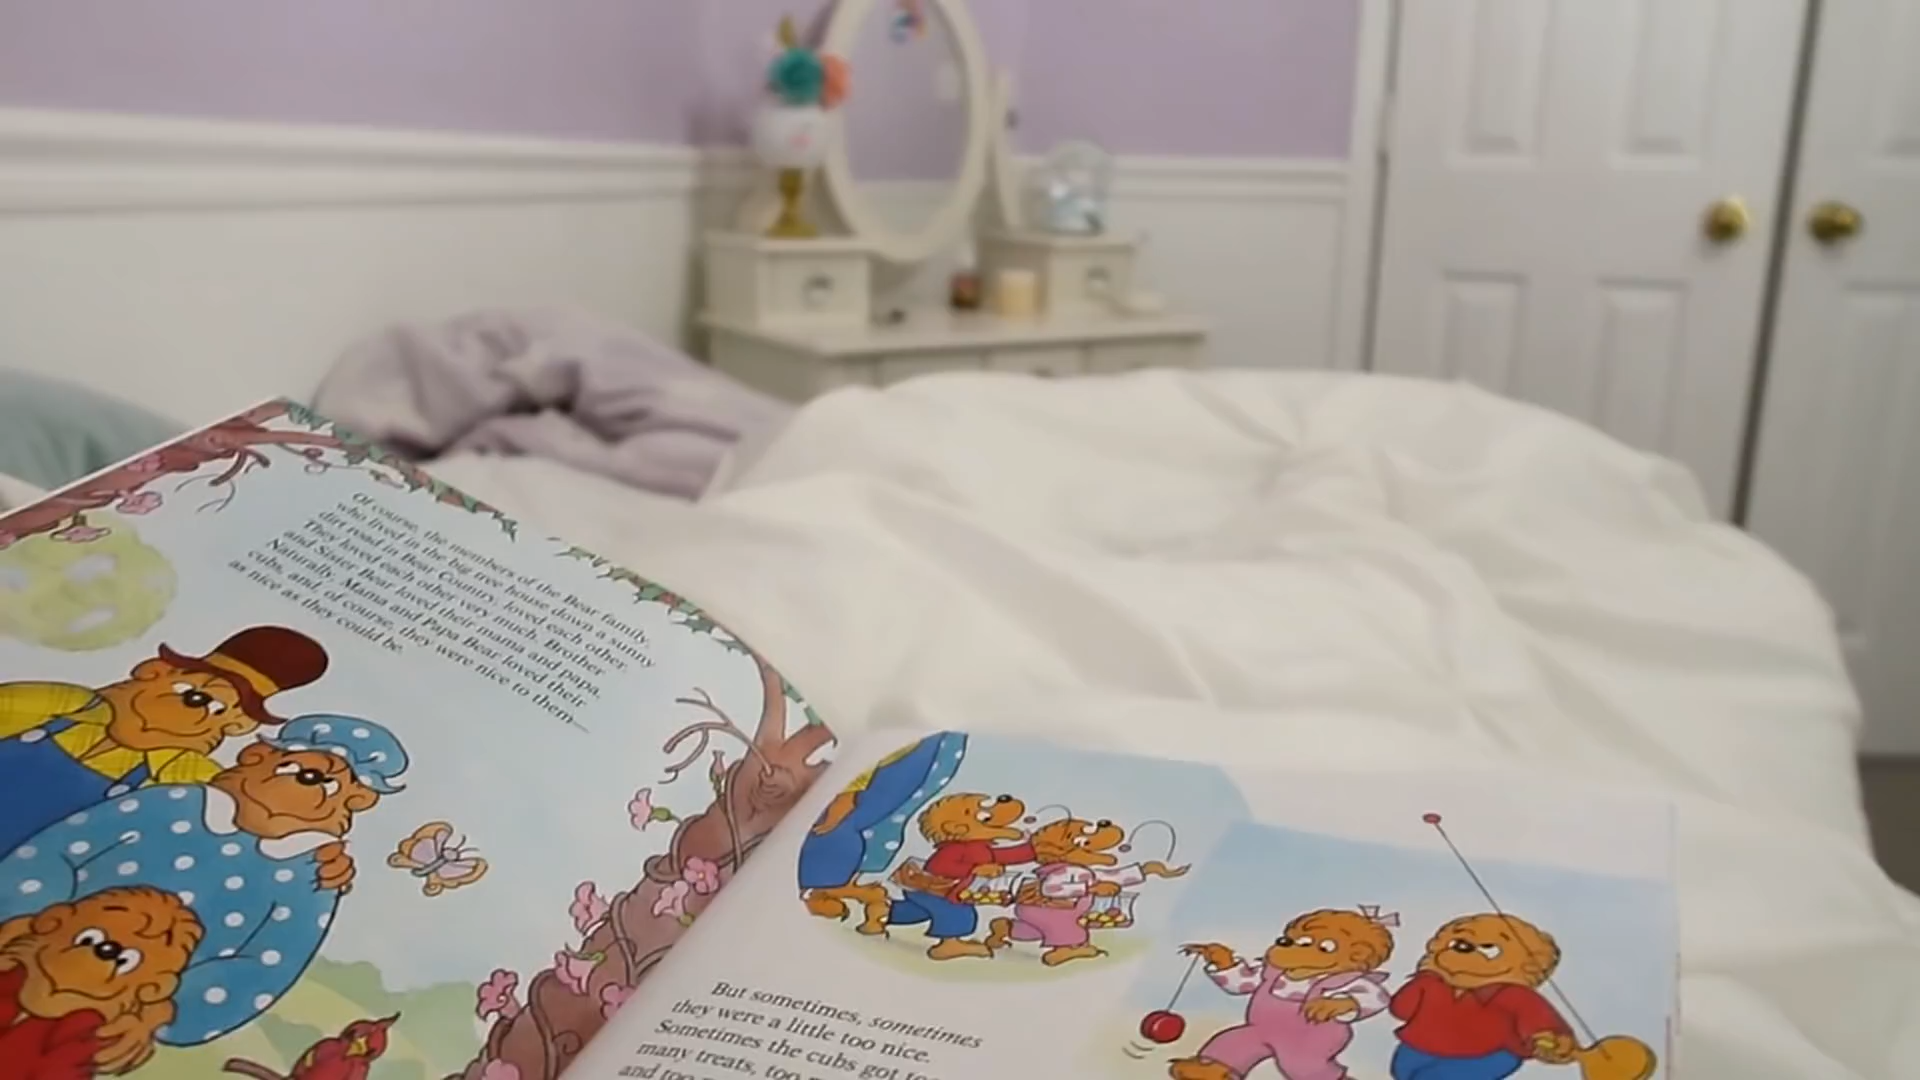 Of course, the members of the Bear family,
who lived in the big tree house down a sunny
dirt road in Bear Country, loved each other.
They loved each other very much. Brother
and Sister Bear loved their mama and papa.
Naturally, Mama and Papa Bear loved their
cubs, and, of course, they were nice to them—
as nice as they could be.
But sometimes, sometimes
they were a little too nice.
Sometimes the cubs got too
many treats, too
and too